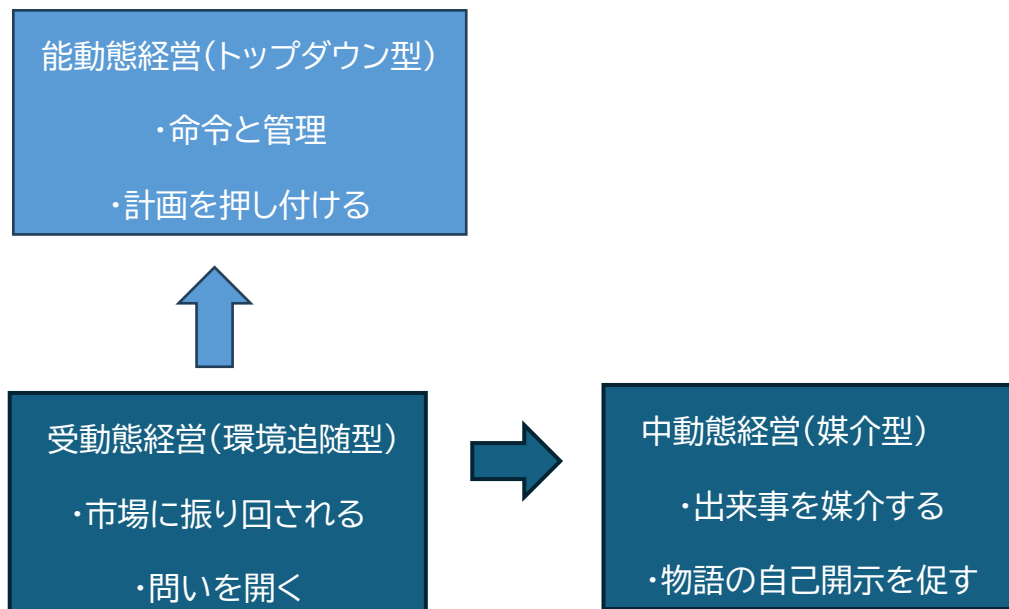 能動態経営(トップダウン型)
・命令と管理
・計画を押し付ける
受動態経営(環境追随型)
・市場に振り回される
・問いを開く
中動態経営(媒介型)
・出来事を媒介する
・物語の自己開示を促す